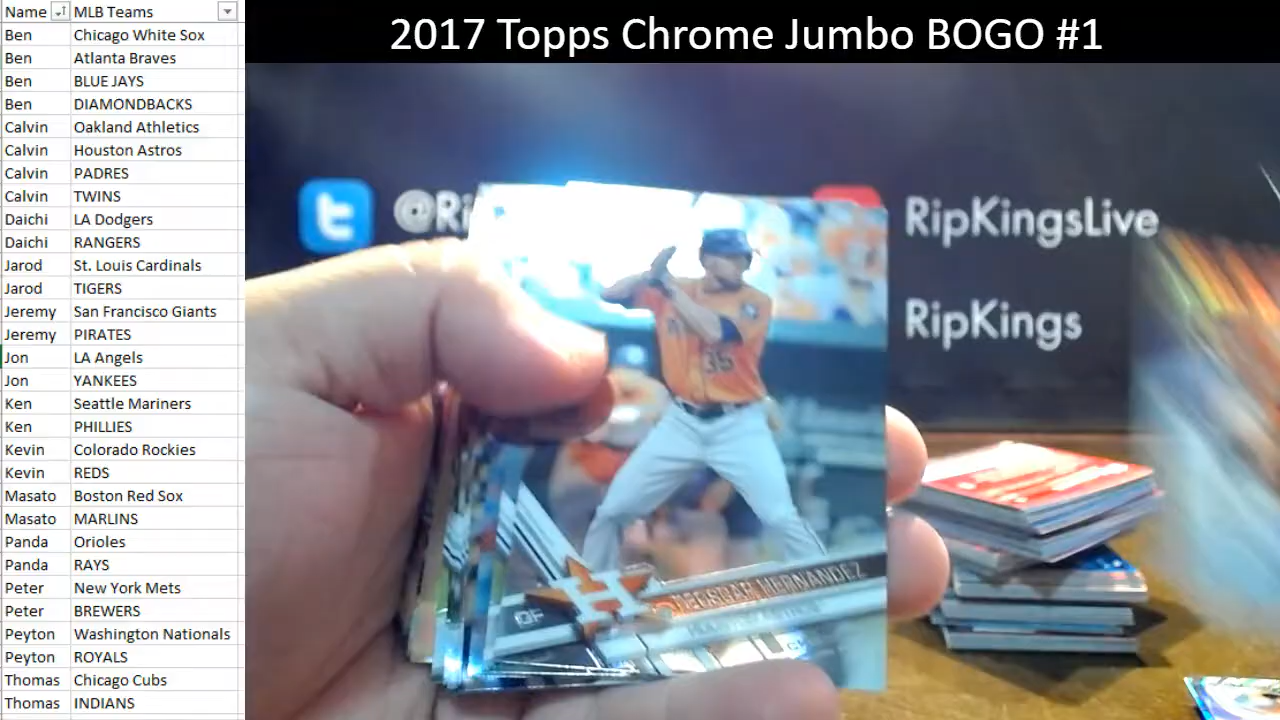 Name MLB Teams
Ben Chicago White Sox
Ben Atlanta Braves
Ben BLUE JAYS
Ben DIAMONDBACKS
Calvin Oakland Athletics
Calvin Houston Astros
Calvin PADRES
Calvin TWINS
Daichi LA Dodgers
Daichi RANGERS
Jarod St. Louis Cardinals
Jarod TIGERS
Jeremy San Francisco Giants
Jeremy PIRATES
Jon LA Angels
Jon YANKEES
Ken Seattle Mariners
Ken PHILLIES
Kevin Colorado Rockies
Kevin REDS
Masato Boston Red Sox
Masato MARLINS
Panda Orioles
Panda RAYS
Peter New York Mets
Peter BREWERS
Peyton Washington Nationals
Peyton ROYALS
Thomas Chicago Cubs
Thomas INDIANS
2017 Topps Chrome Jumbo BOGO #1
@Ri
RipKingsLive
RipKings
35
H
OF
TEOSCAR HERNANDEZ